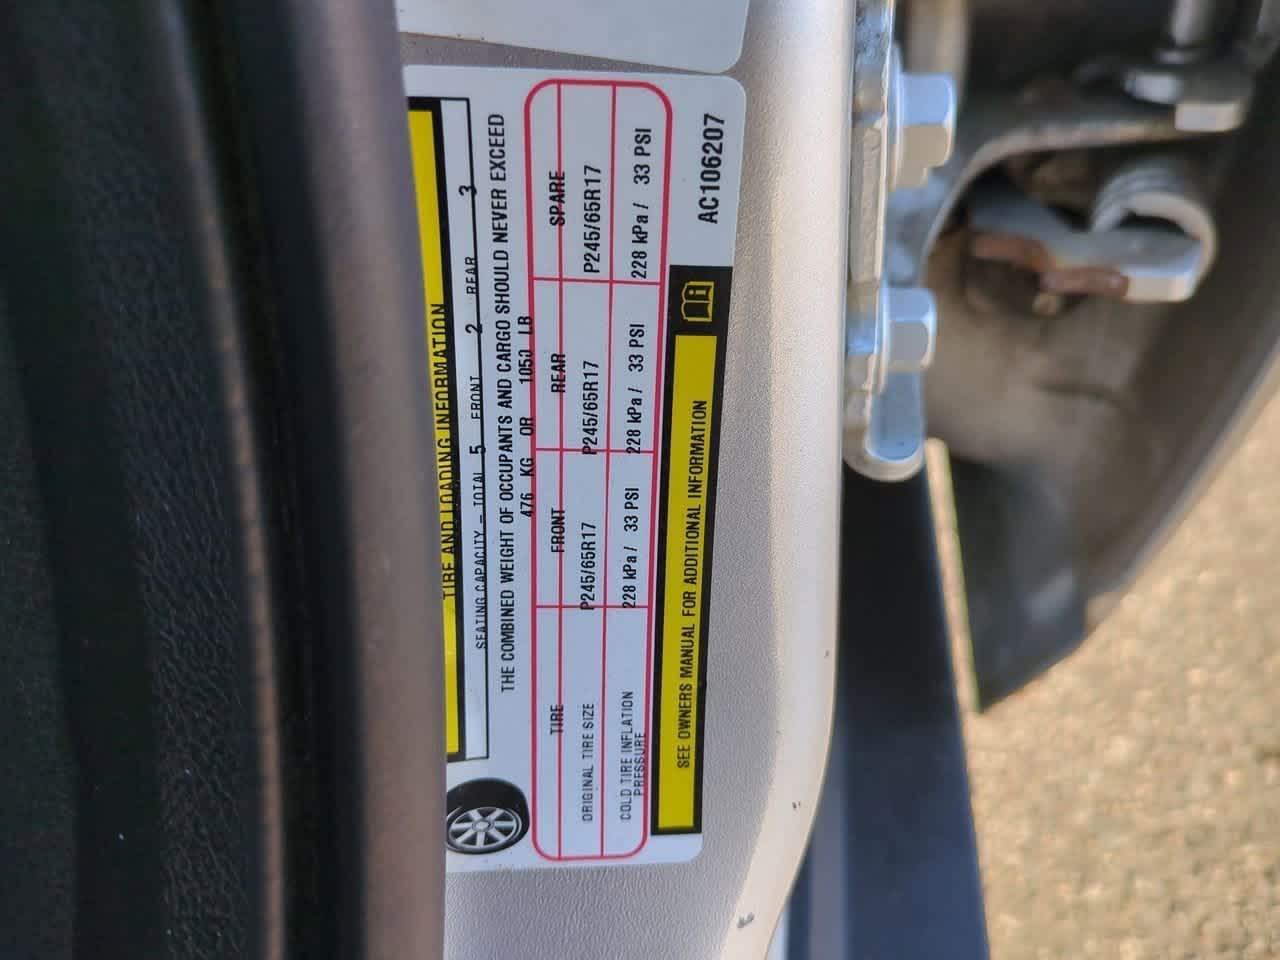 TIRE AND LOADING INFORMATION
SEATING CAPACITY – TOTAL 5 FRONT 2 REAR 3
THE COMBINED WEIGHT OF OCCUPANTS AND CARGO SHOULD NEVER EXCEED
476 KG OR 1050 LB
TIRE FRONT REAR SPARE
ORIGINAL TIRE SIZE P245/65R17 P245/65R17 P245/65R17
COLD TIRE INFLATION PRESSURE 228 kPa / 33 PSI 228 kPa / 33 PSI 228 kPa / 33 PSI
SEE OWNERS MANUAL FOR ADDITIONAL INFORMATION
AC106207